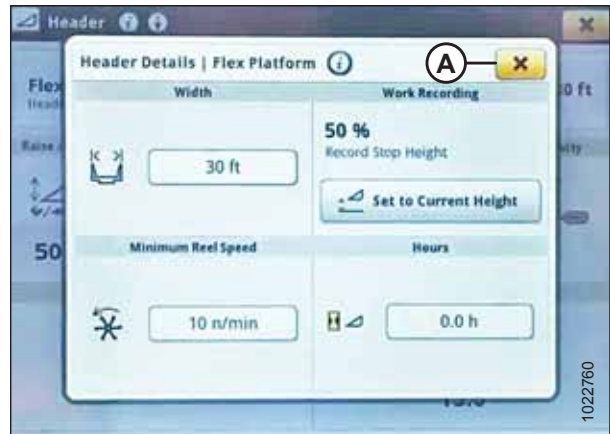 Header
Header Details | Flex Platform
A
Flex
0 ft
Width
Work Recording
50 %
Record Stop Height
30 ft
Set to Current Height
50
Minimum Reel Speed
Hours
10 n/min
0.0 h
1022760